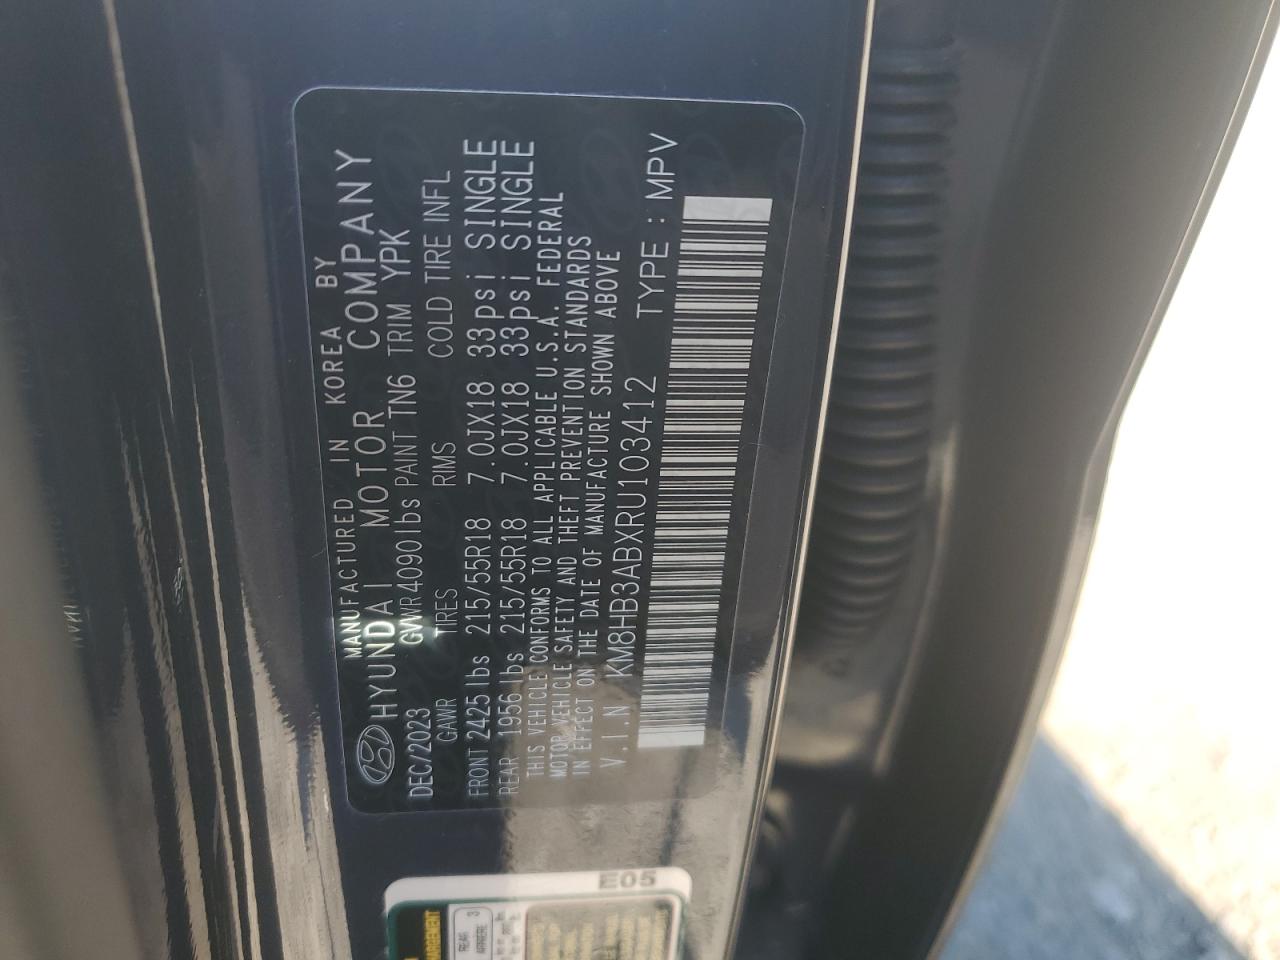 MANUFACTURED IN KOREA BY
HYUNDAI MOTOR COMPANY
DEC/2023 GVWR 4090 lbs PAINT TN6 TRIM YPK
GAWR TIRES RIMS COLD TIRE INFL
FRONT 2425 lbs 215/55R18 7.0JX18 33psi SINGLE
REAR 1956 lbs 215/55R18 7.0JX18 33psi SINGLE
THIS VEHICLE CONFORMS TO ALL APPLICABLE U.S.A. FEDERAL
MOTOR VEHICLE SAFETY AND THEFT PREVENTION STANDARDS
IN EFFECT ON THE DATE OF MANUFACTURE SHOWN ABOVE
V.I.N KM8HB3ABXRU103412 TYPE : MPV
E05
REAR
ARRIÈRE 3